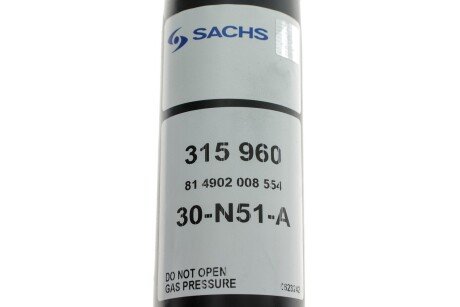 SACHS
315 960
81 4902 008 554
30-N51-A
DO NOT OPEN
GAS PRESSURE